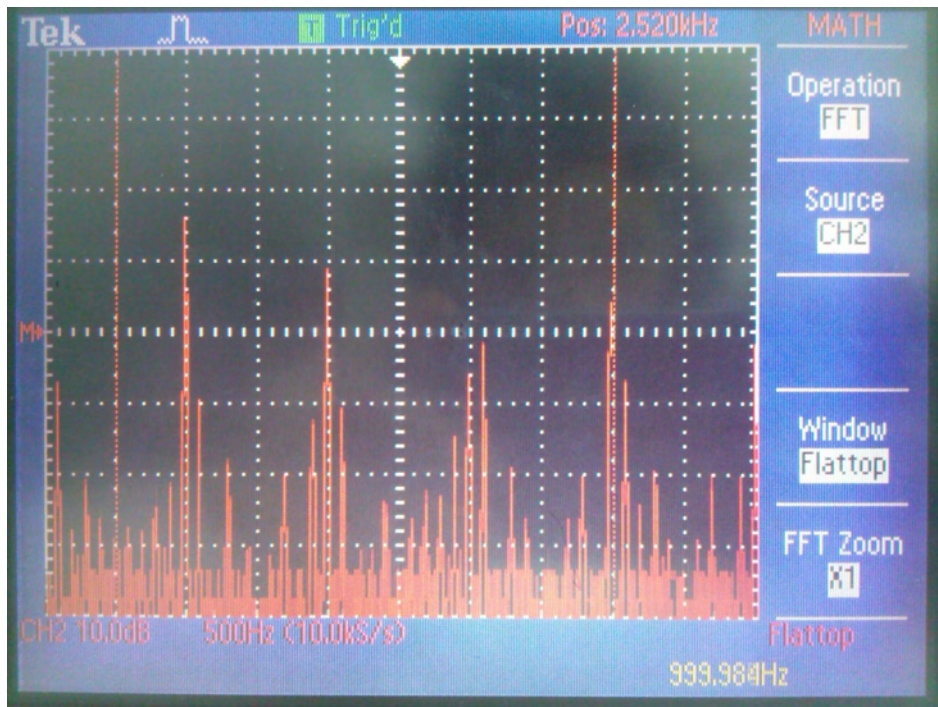 Tek T Trig'd Pos: 2.520kHz MATH
Operation
FFT
Source
CH2
M
Window
Flattop
FFT Zoom
X1
CH2 10.0dB 500Hz (10.0kS/s) Flattop
999.984Hz